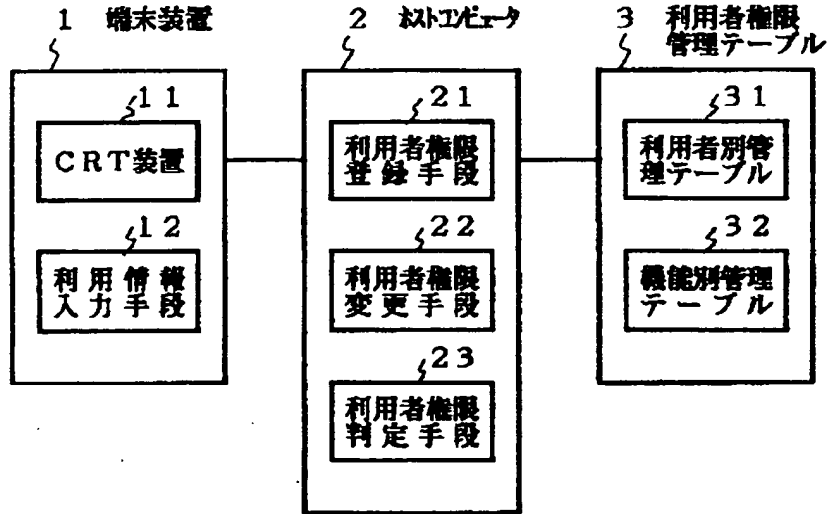 1 端末装置
11
CRT装置
12
利用情報
入力手段
2 ホストコンピュータ
21
利用者権限
登録手段
22
利用者権限
変更手段
23
利用者権限
判定手段
3 利用者権限
管理テーブル
31
利用者別管
理テーブル
32
機能別管理
テーブル